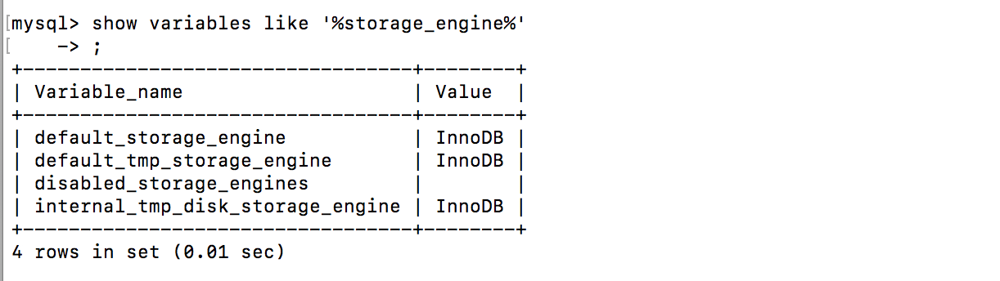 mysql> show variables like '%storage_engine%'
    -> ;
+----------------------------------+--------+
| Variable_name                    | Value  |
+----------------------------------+--------+
| default_storage_engine           | InnoDB |
| default_tmp_storage_engine       | InnoDB |
| disabled_storage_engines         |        |
| internal_tmp_disk_storage_engine | InnoDB |
+----------------------------------+--------+
4 rows in set (0.01 sec)